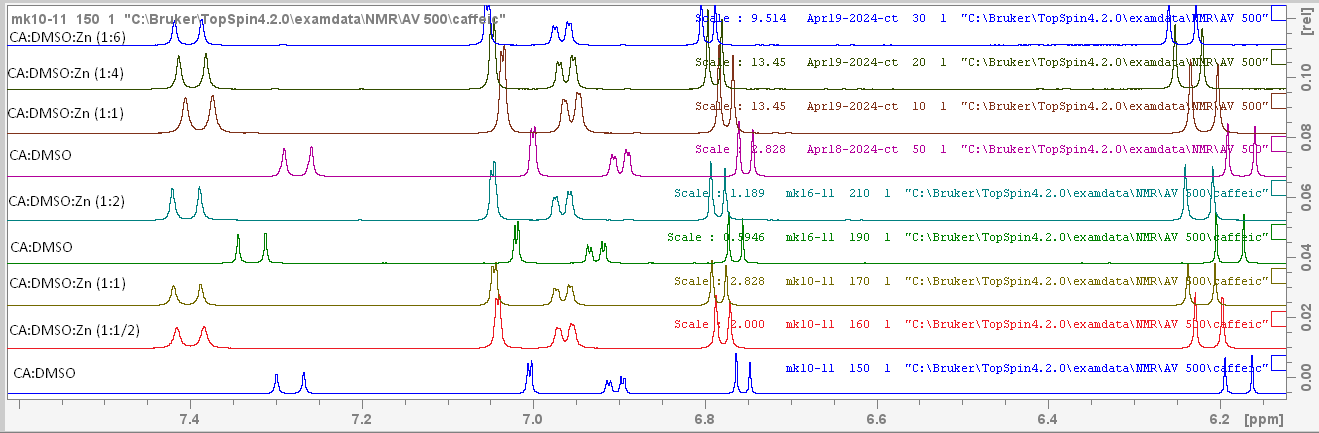 mk10-11 150 1 "C:\Bruker\TopSpin4.2.0\examdata\NMR\AV 500\caffeic"
Scale : 9.514 Apr19-2024-ct 30 1 "C:\Bruker\TopSpin4.2.0\examdata\NMR\AV 500"
CA:DMSO:Zn (1:6)
Scale : 13.45 Apr19-2024-ct 20 1 "C:\Bruker\TopSpin4.2.0\examdata\NMR\AV 500"
CA:DMSO:Zn (1:4)
Scale : 13.45 Apr19-2024-ct 10 1 "C:\Bruker\TopSpin4.2.0\examdata\NMR\AV 500"
CA:DMSO:Zn (1:1)
Scale : 2.828 Apr18-2024-ct 50 1 "C:\Bruker\TopSpin4.2.0\examdata\NMR\AV 500"
CA:DMSO
Scale : 1.189 mk16-11 210 1 "C:\Bruker\TopSpin4.2.0\examdata\NMR\AV 500\caffeic"
CA:DMSO:Zn (1:2)
Scale : 0.5946 mk16-11 190 1 "C:\Bruker\TopSpin4.2.0\examdata\NMR\AV 500\caffeic"
CA:DMSO
Scale : 2.828 mk10-11 170 1 "C:\Bruker\TopSpin4.2.0\examdata\NMR\AV 500\caffeic"
CA:DMSO:Zn (1:1)
Scale : 2.000 mk10-11 160 1 "C:\Bruker\TopSpin4.2.0\examdata\NMR\AV 500\caffeic"
CA:DMSO:Zn (1:1/2)
mk10-11 150 1 "C:\Bruker\TopSpin4.2.0\examdata\NMR\AV 500\caffeic"
CA:DMSO
[rel]
0.10
0.08
0.06
0.04
0.02
0.00
7.4 7.2 7.0 6.8 6.6 6.4 6.2 [ppm]